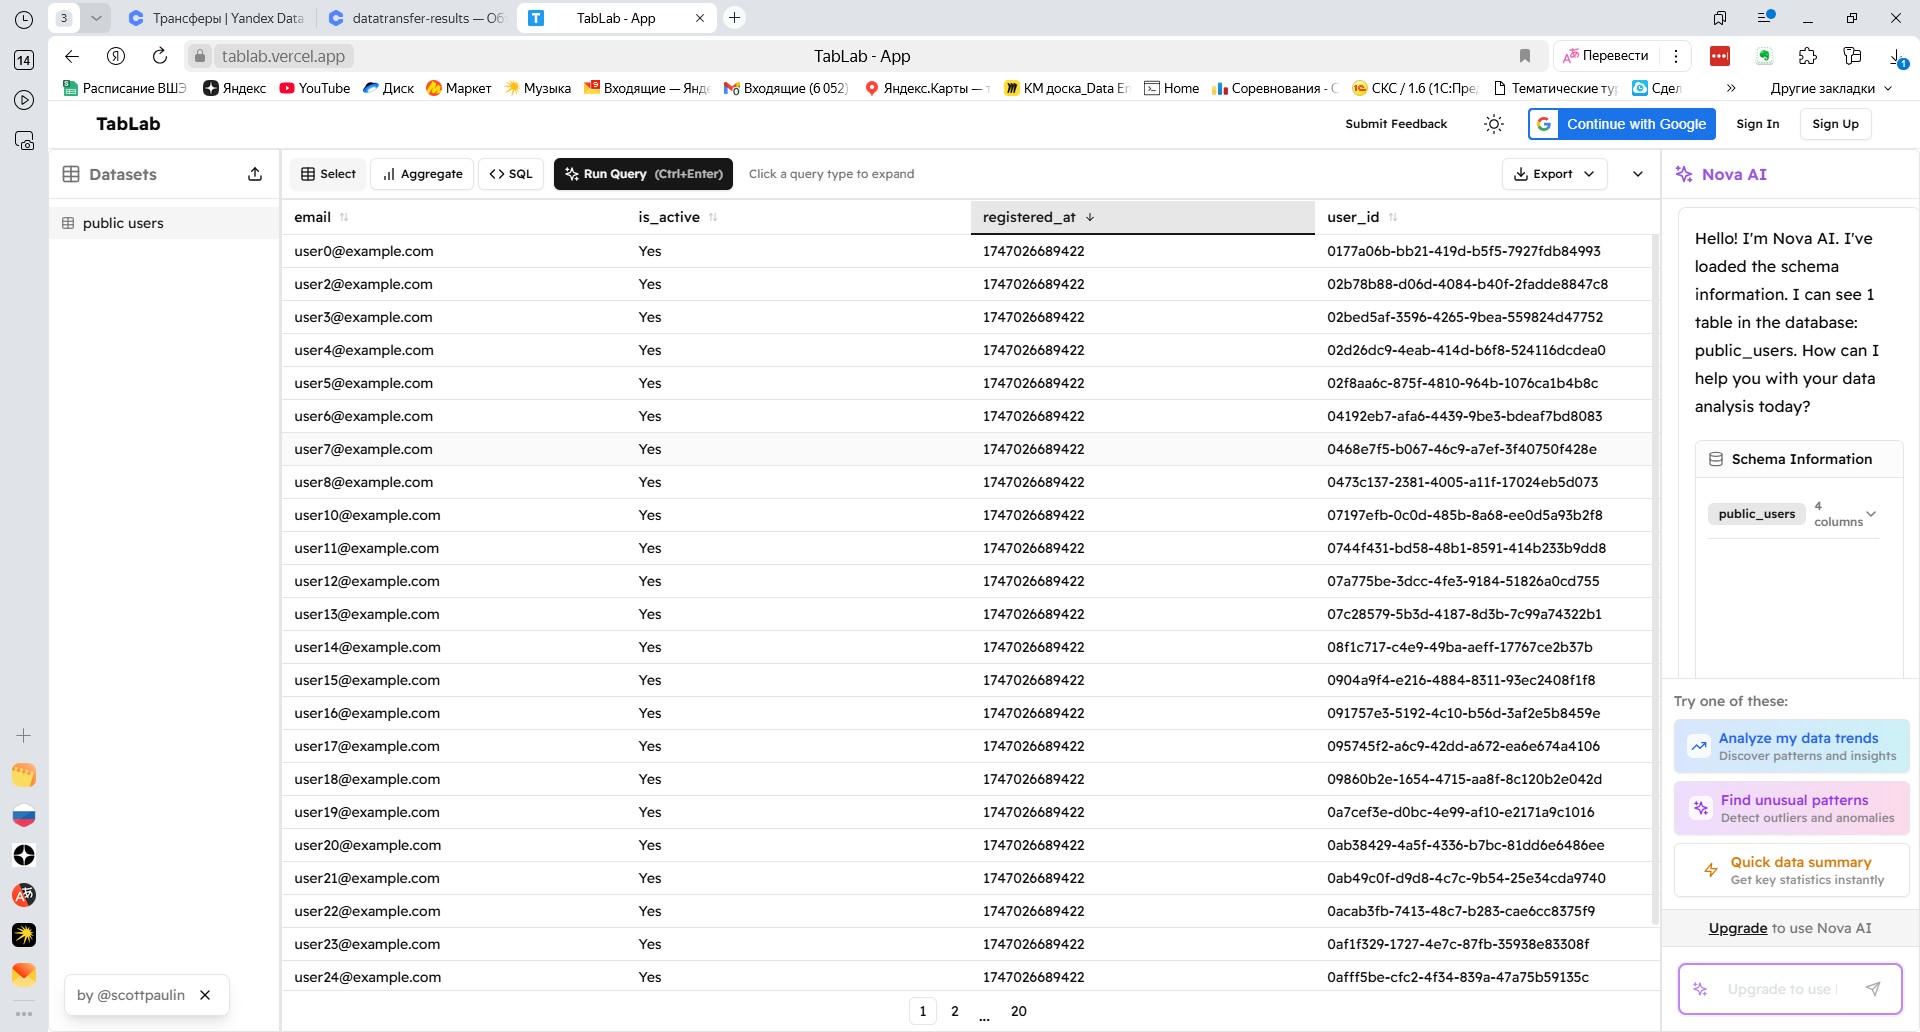 3
Трансферы | Yandex Data
datatransfer-results — Об
TabLab - App
14
tablab.vercel.app
TabLab - App
Перевести
1
Расписание ВШЭ
Яндекс
YouTube
Диск
Маркет
Музыка
Входящие — Янд
Входящие (6 052)
Яндекс.Карты — т
КМ доска_Data En
Home
Соревнования - C
СКС / 1.6 (1С:Пре
Тематические ту
Сдел
Другие закладки
TabLab
Submit Feedback
Continue with Google
Sign In
Sign Up
Datasets
Select
Aggregate
<> SQL
Run Query (Ctrl+Enter)
Click a query type to expand
Export
Nova AI
public users
email is_active registered_at user_id
user0@example.com Yes 1747026689422 0177a06b-bb21-419d-b5f5-7927fdb84993
user2@example.com Yes 1747026689422 02b78b88-d06d-4084-b40f-2fadde8847c8
user3@example.com Yes 1747026689422 02bed5af-3596-4265-9bea-559824d47752
user4@example.com Yes 1747026689422 02d26dc9-4eab-414d-b6f8-524116dcdea0
user5@example.com Yes 1747026689422 02f8aa6c-875f-4810-964b-1076ca1b4b8c
user6@example.com Yes 1747026689422 04192eb7-afa6-4439-9be3-bdeaf7bd8083
user7@example.com Yes 1747026689422 0468e7f5-b067-46c9-a7ef-3f40750f428e
user8@example.com Yes 1747026689422 0473c137-2381-4005-a11f-17024eb5d073
user10@example.com Yes 1747026689422 07197efb-0c0d-485b-8a68-ee0d5a93b2f8
user11@example.com Yes 1747026689422 0744f431-bd58-48b1-8591-414b233b9dd8
user12@example.com Yes 1747026689422 07a775be-3dcc-4fe3-9184-51826a0cd755
user13@example.com Yes 1747026689422 07c28579-5b3d-4187-8d3b-7c99a74322b1
user14@example.com Yes 1747026689422 08f1c717-c4e9-49ba-aeff-17767ce2b37b
user15@example.com Yes 1747026689422 0904a9f4-e216-4884-8311-93ec2408f1f8
user16@example.com Yes 1747026689422 091757e3-5192-4c10-b56d-3af2e5b8459e
user17@example.com Yes 1747026689422 095745f2-a6c9-42dd-a672-ea6e674a4106
user18@example.com Yes 1747026689422 09860b2e-1654-4715-aa8f-8c120b2e042d
user19@example.com Yes 1747026689422 0a7cef3e-d0bc-4e99-af10-e2171a9c1016
user20@example.com Yes 1747026689422 0ab38429-4a5f-4336-b7bc-81dd6e6486ee
user21@example.com Yes 1747026689422 0ab49c0f-d9d8-4c7c-9b54-25e34cda9740
user22@example.com Yes 1747026689422 0acab3fb-7413-48c7-b283-cae6cc8375f9
user23@example.com Yes 1747026689422 0af1f329-1727-4e7c-87fb-35938e83308f
user24@example.com Yes 1747026689422 0afff5be-cfc2-4f34-839a-47a75b59135c
1 2 ... 20
by @scottpaulin
Hello! I'm Nova AI. I've
loaded the schema
information. I can see 1
table in the database:
public_users. How can I
help you with your data
analysis today?
Schema Information
public_users
4
columns
Try one of these:
Analyze my data trends
Discover patterns and insights
Find unusual patterns
Detect outliers and anomalies
Quick data summary
Get key statistics instantly
Upgrade to use Nova AI
Upgrade to use